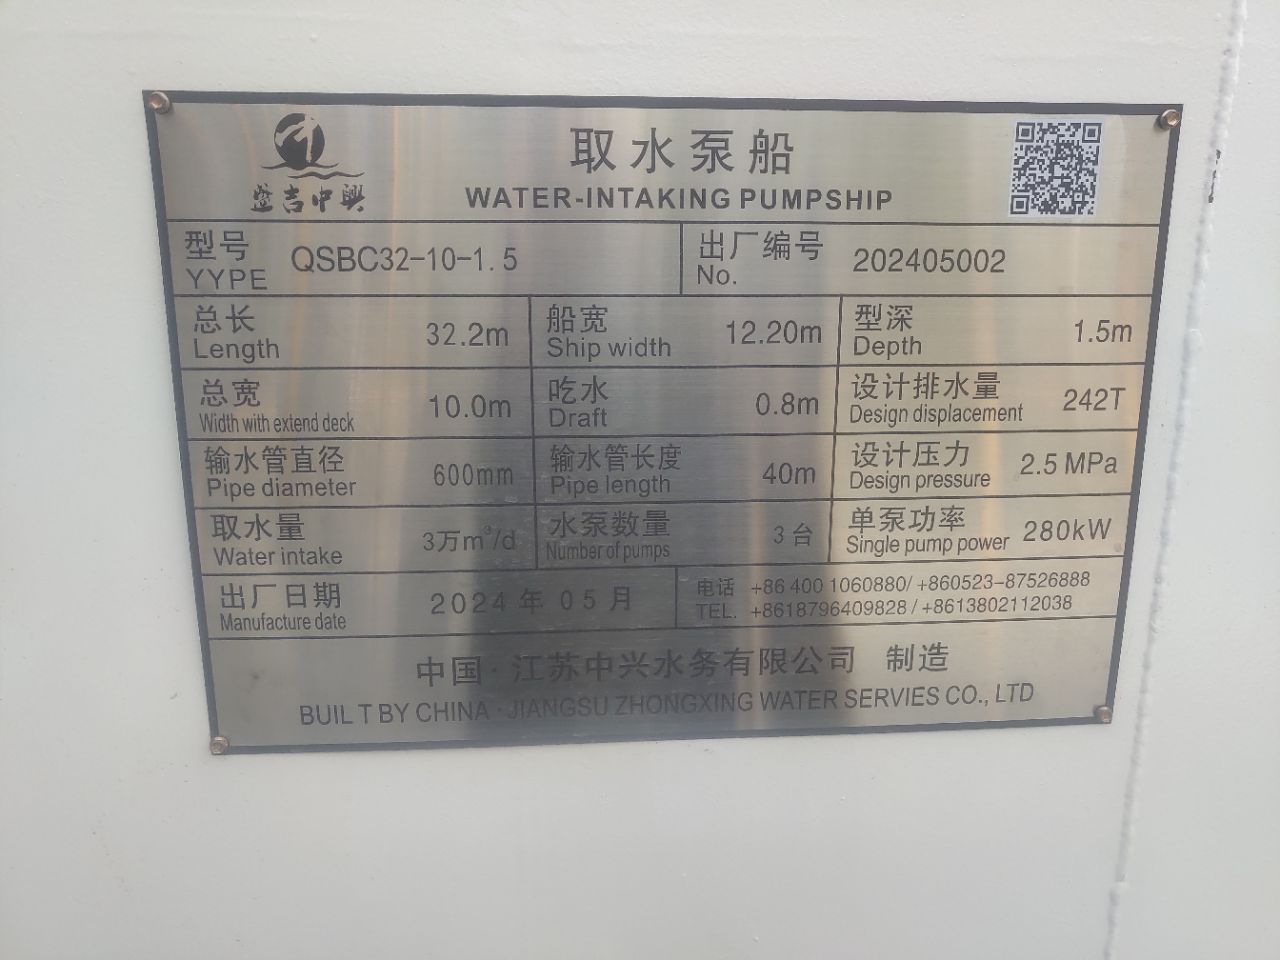 盛吉中興
取水泵船
WATER-INTAKING PUMPSHIP
型号
YYPE
QSBC32-10-1.5
出厂编号
No.
202405002
总长
Length
32.2m
船宽
Ship width
12.20m
型深
Depth
1.5m
总宽
Width with extend deck
10.0m
吃水
Draft
0.8m
设计排水量
Design displacement
242T
输水管直径
Pipe diameter
600mm
输水管长度
Pipe length
40m
设计压力
Design pressure
2.5 MPa
取水量
Water intake
3万m³/d
水泵数量
Number of pumps
3 台
单泵功率
Single pump power
280kW
出厂日期
Manufacture date
2024 年 05 月
电话 +86 400 1060880/ +860523-87526888
TEL. +8618796409828 / +8613802112038
中国·江苏中兴水务有限公司 制造
BUIL T BY CHINA · JIANGSU ZHONGXING WATER SERVIES CO., LTD